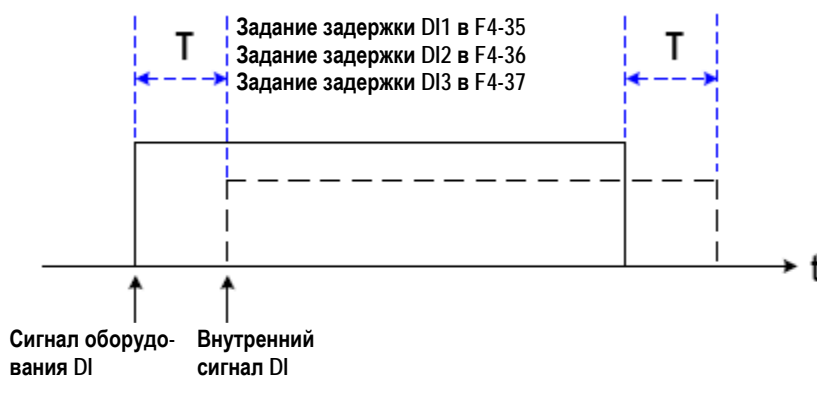 T
Задание задержки DI1 в F4-35
Задание задержки DI2 в F4-36
Задание задержки DI3 в F4-37
T
t
Сигнал оборудо-
вания DI
Внутренний
сигнал DI